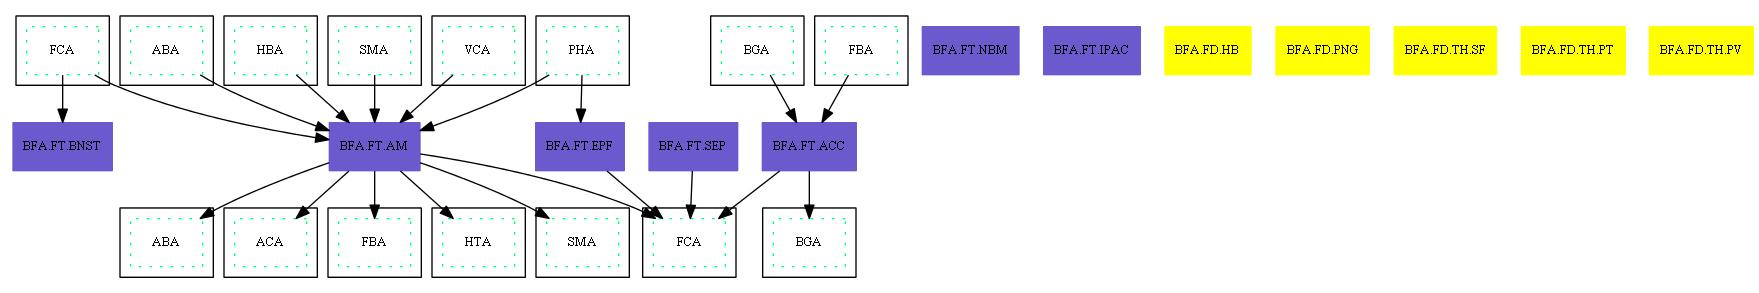 FCA
ABA
HBA
SMA
VCA
PHA
BGA
FBA
BFA.FT.NBM
BFA.FT.IPAC
BFA.FD.HB
BFA.FD.PNG
BFA.FD.TH.SF
BFA.FD.TH.PT
BFA.FD.TH.PV
BFA.FT.BNST
BFA.FT.AM
BFA.FT.EPF
BFA.FT.SEP
BFA.FT.ACC
ABA
ACA
FBA
HTA
SMA
FCA
BGA